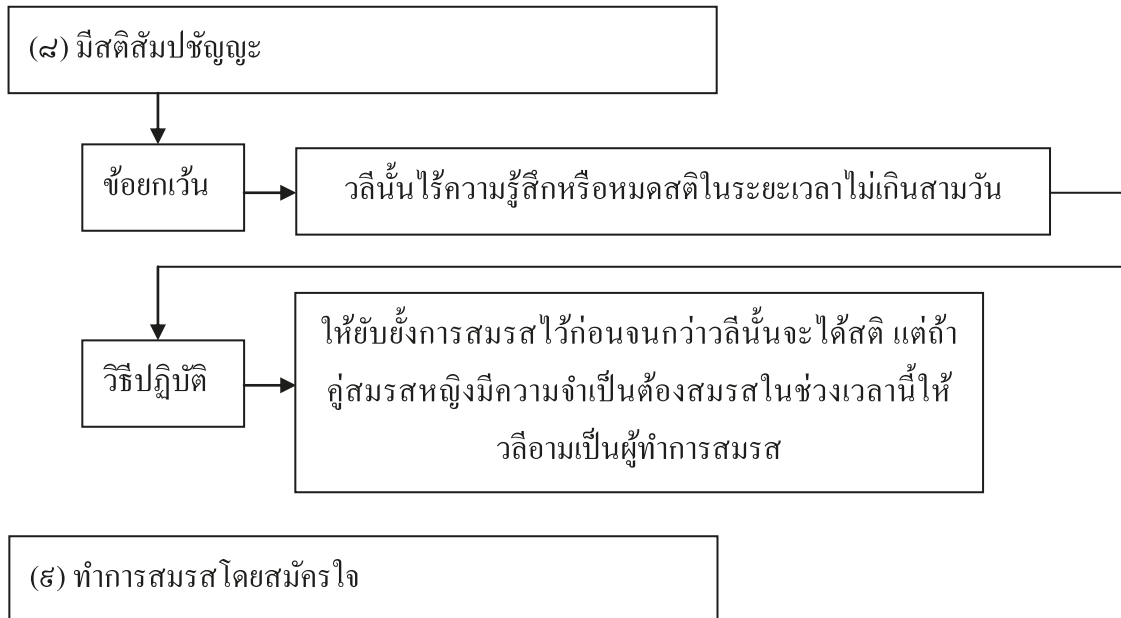 (๘) มีสติสัมปชัญญะ
ข้อยกเว้น
วลีนั้นไร้ความรู้สึกหรือหมดสติในระยะเวลาไม่เกินสามวัน
วิธีปฏิบัติ
ให้ยับยั้งการสมรสไว้ก่อนจนกว่าวลีนั้นจะได้สติ แต่ถ้า
คู่สมรสหญิงมีความจำเป็นต้องสมรสในช่วงเวลานี้ให้
วลีอามเป็นผู้ทำการสมรส
(๙) ทำการสมรสโดยสมัครใจ